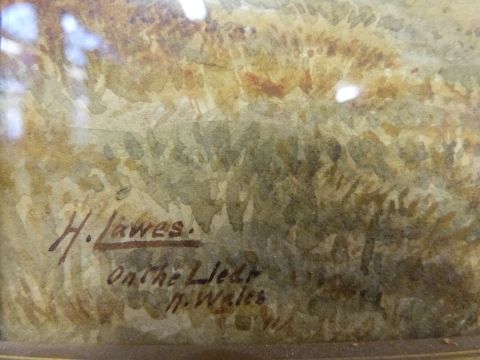 H. Lawes.
On the Lledr
N. Wales